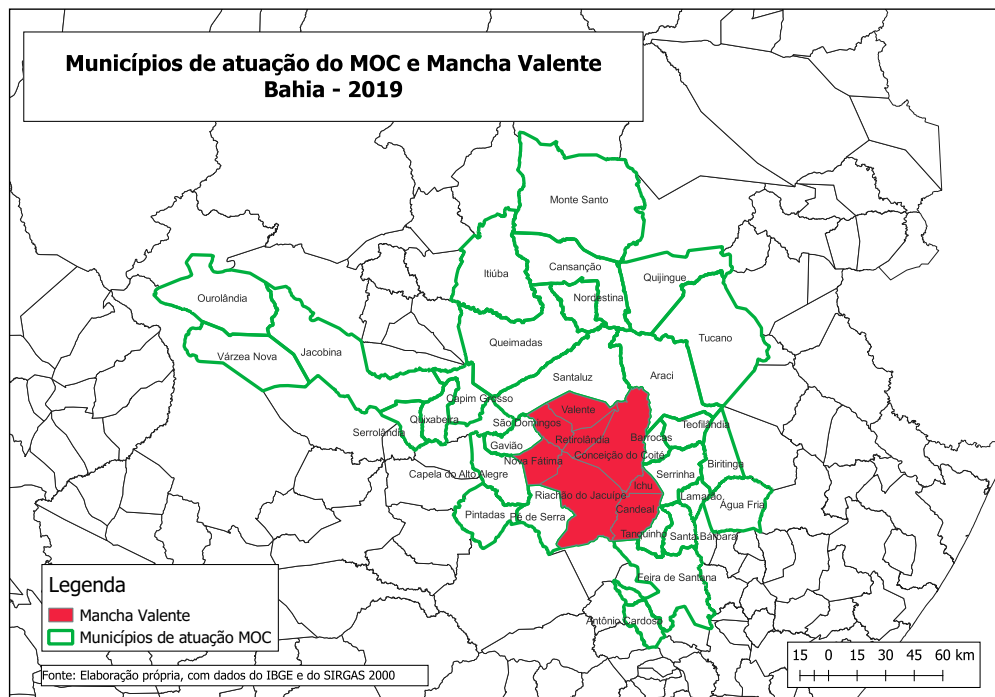 Municípios de atuação do MOC e Mancha Valente
Bahia - 2019
Monte Santo
Itiúba
Cansanção
Quijingue
Ourolândia
Nordestina
Várzea Nova
Jacobina
Queimadas
Tucano
Santaluz
Araci
Capim Grosso
Valente
Quixabeira
São Domingos
Teofilândia
Serrolândia
Retirolândia
Barrocas
Gavião
Conceição do Coité
Nova Fátima
Biritinga
Capela do Alto Alegre
Serrinha
Ichu
Riachão do Jacuípe
Lamarão
Água Fria
Candeal
Pintadas
Pé de Serra
Tanquinho
Santa Bárbara
Feira de Santana
Antônio Cardoso
Legenda
Mancha Valente
Municípios de atuação MOC
Fonte: Elaboração própria, com dados do IBGE e do SIRGAS 2000
15 0 15 30 45 60 km